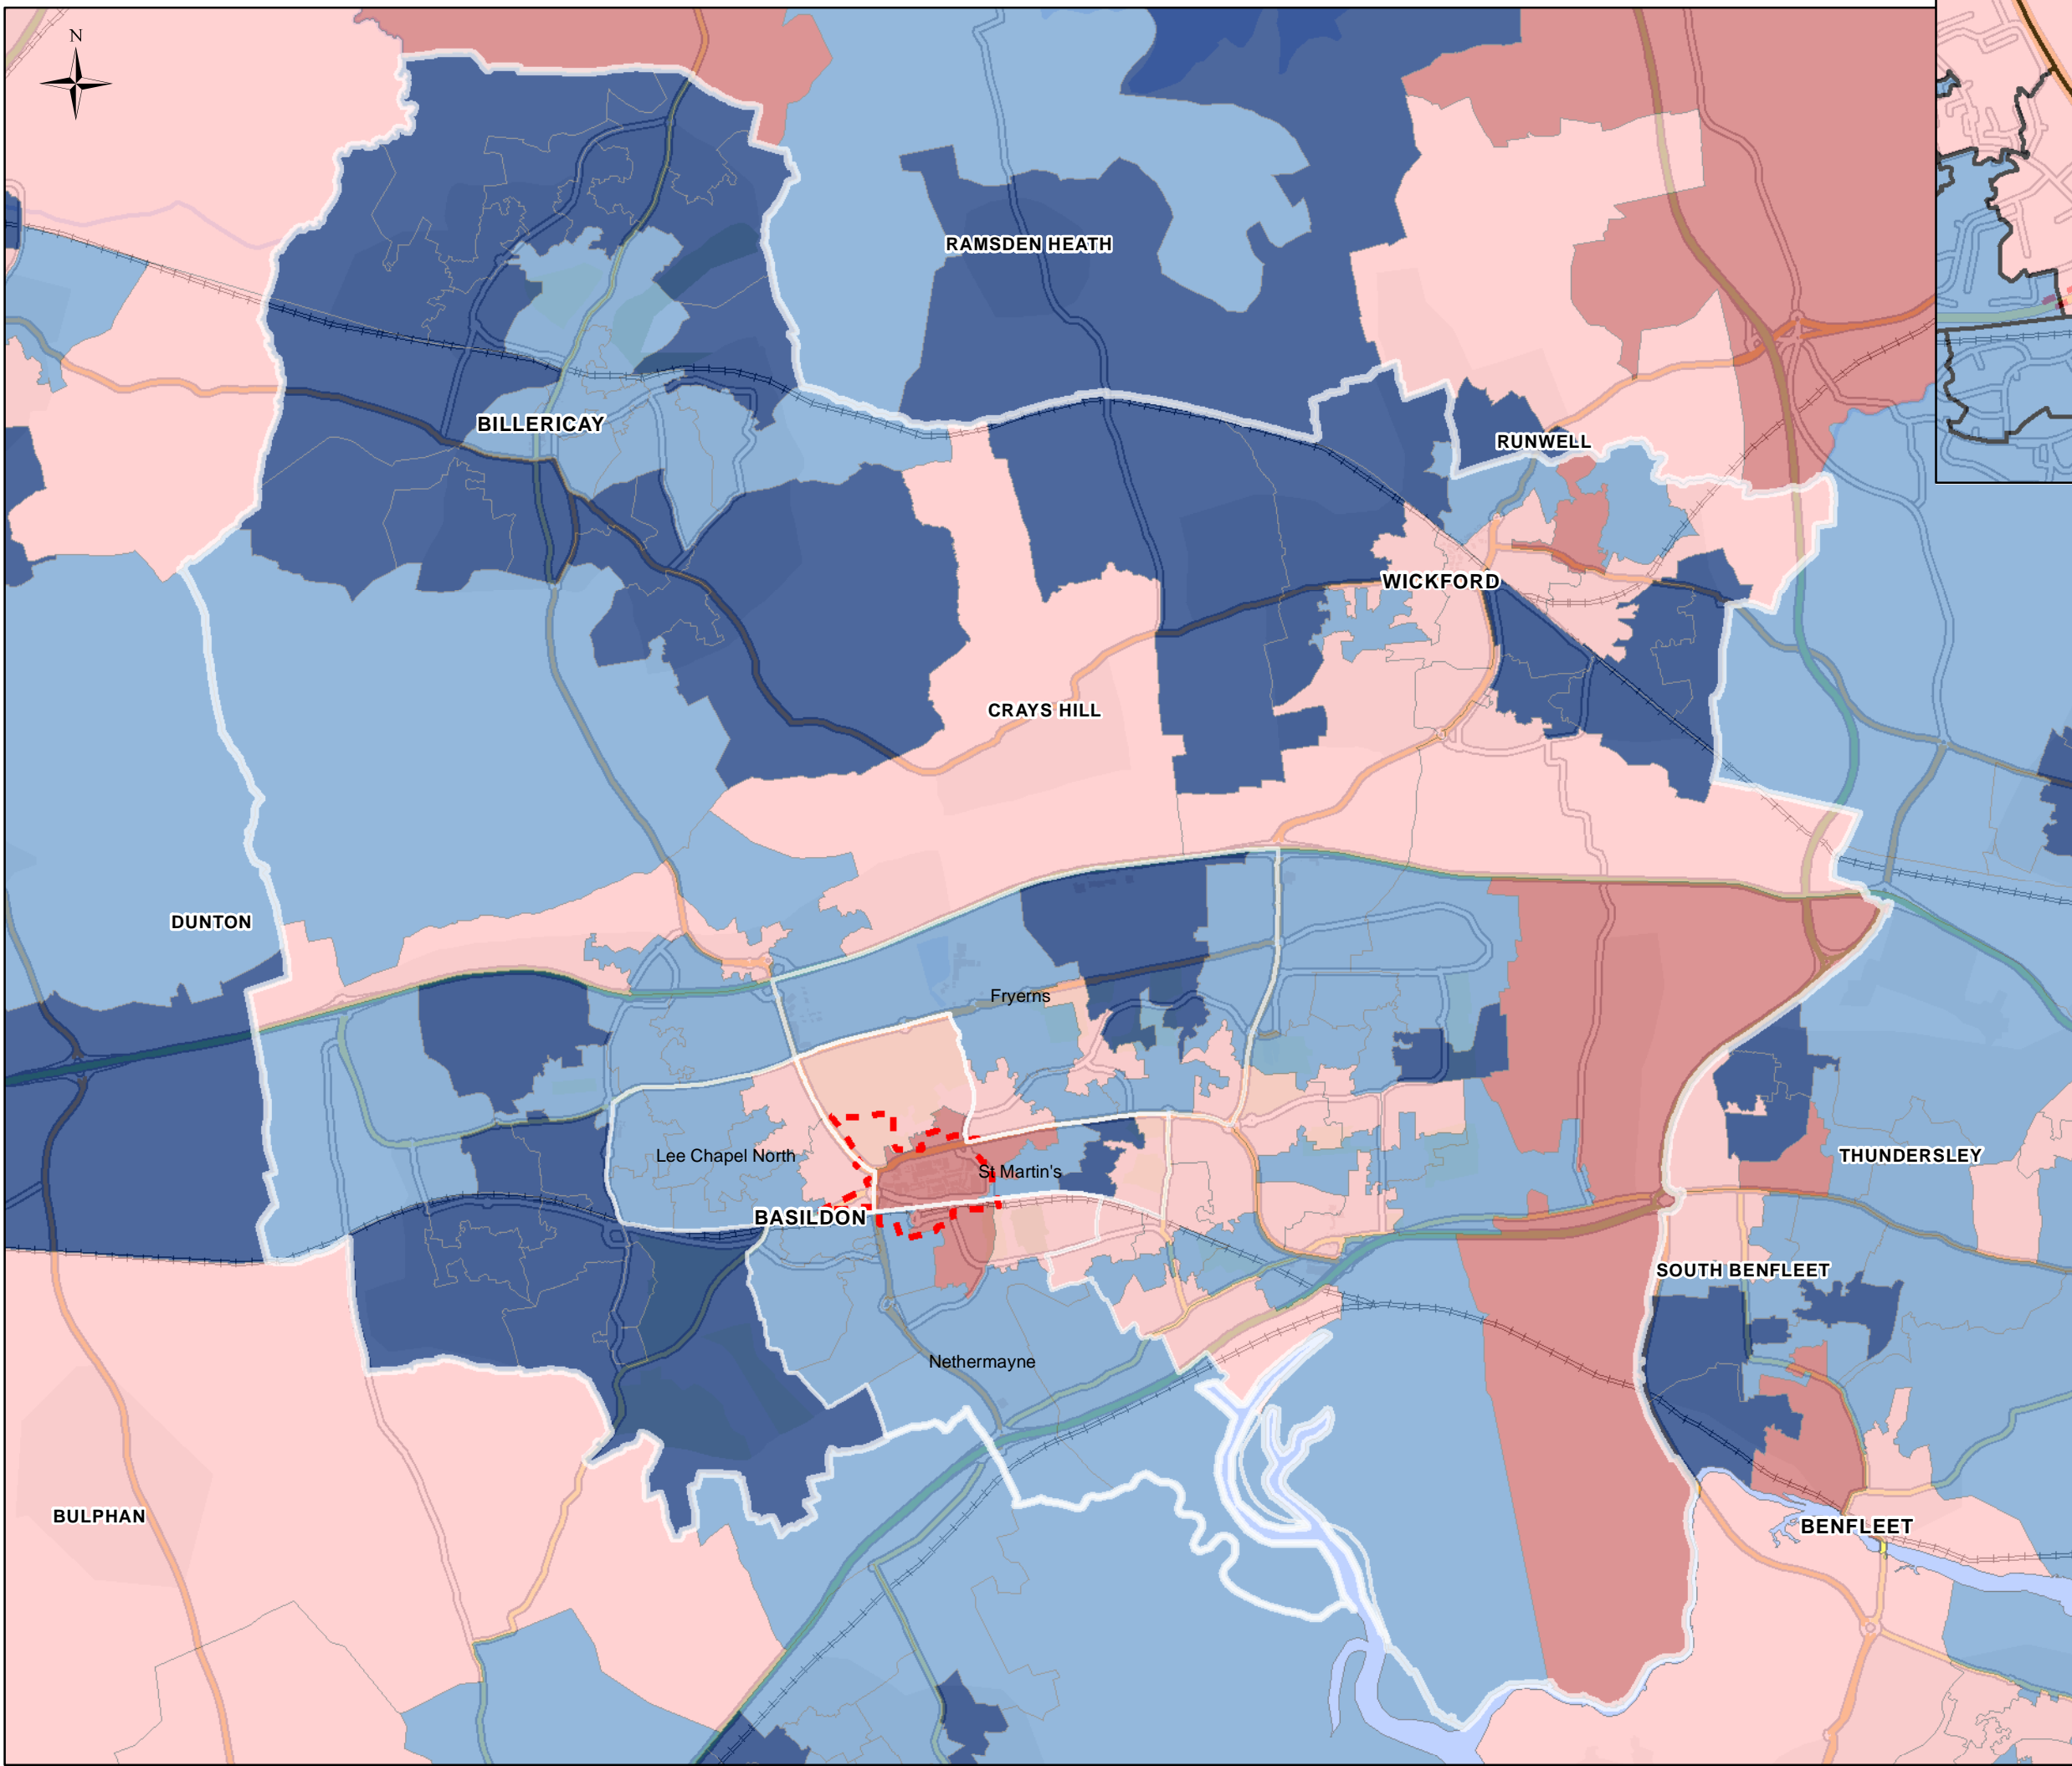 N
RAMSDEN HEATH
BILLERICAY
RUNWELL
WICKFORD
CRAYS HILL
DUNTON
Fryerns
Lee Chapel North
THUNDERSLEY
St Martin's
BASILDON
SOUTH BENFLEET
Nethermayne
BULPHAN
BENFLEET